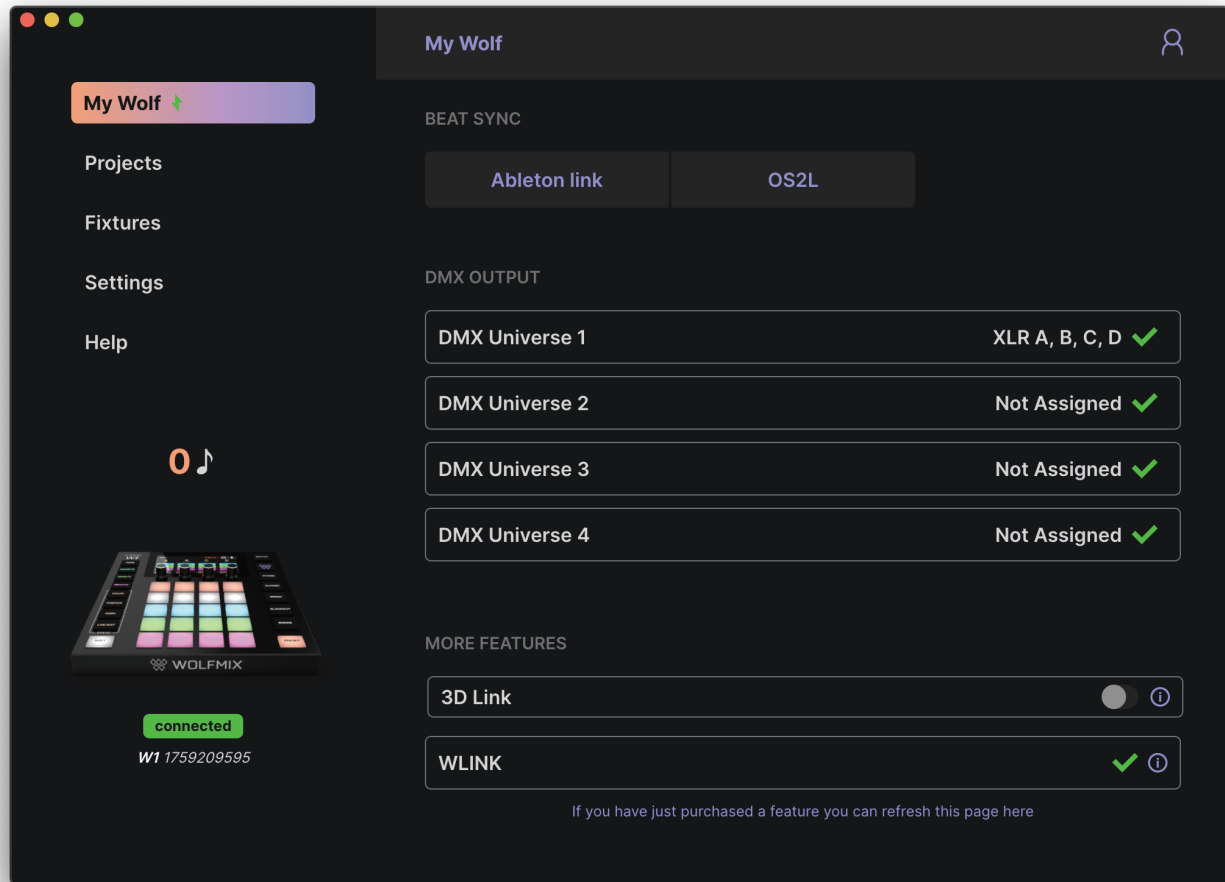 My Wolf
My Wolf
Projects
Fixtures
Settings
Help
0
WOLFMIX
connected
W1 1759209595
BEAT SYNC
Ableton link
OS2L
DMX OUTPUT
DMX Universe 1 XLR A, B, C, D
DMX Universe 2 Not Assigned
DMX Universe 3 Not Assigned
DMX Universe 4 Not Assigned
MORE FEATURES
3D Link
WLINK
If you have just purchased a feature you can refresh this page here